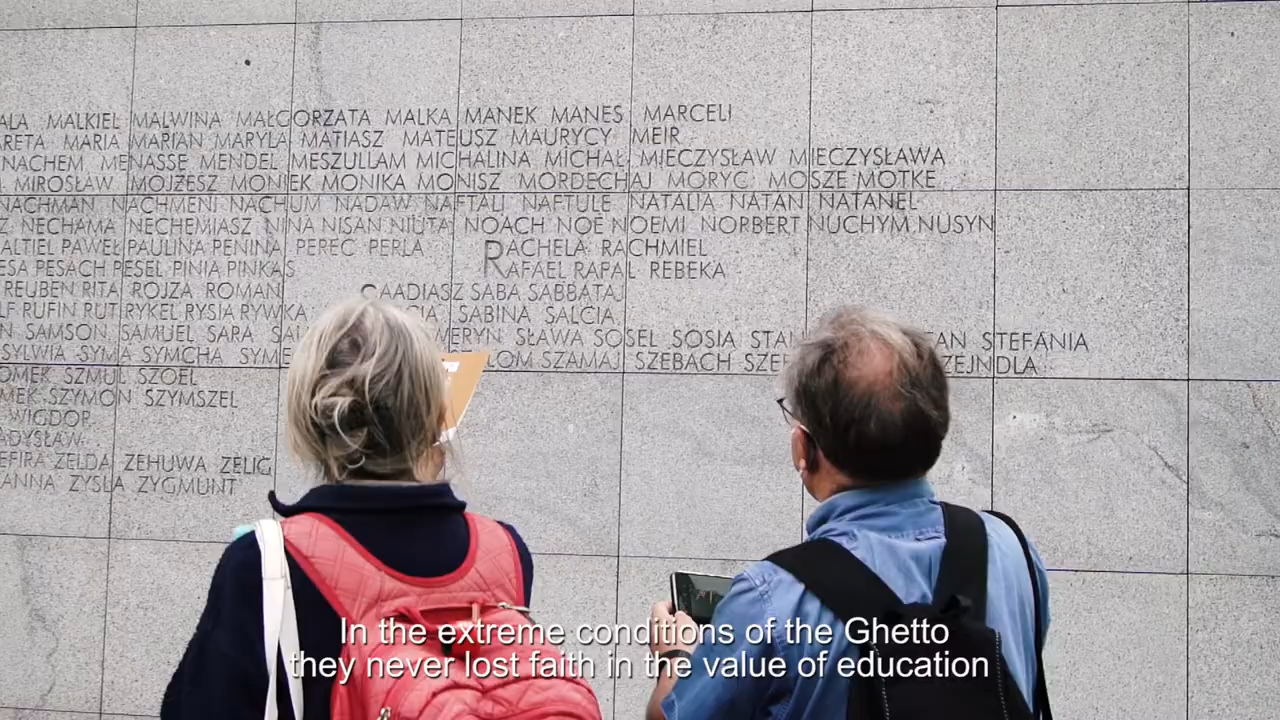 MALKIEL MALWINA MAŁGORZATA MALKA MANEK MANES MARCELI
MARIA MARIAN MARYLA MATIASZ MATEUSZ MAURYCY MEIR
NACHEM MENASSE MENDEL MESZULLAM MICHALINA MICHAŁ MIECZYSŁAW MIECZYSŁAWA
MIROSŁAW MOJŻESZ MONIEK MONIKA MONISZ MORDECHAJ MORYC MOSZE MOTKE
NACHMAN NACHMENI NACHUM NADAW NAFTALI NAFTULE NATALIA NATAN NATANEL
NECHAMA NECHEMIASZ NINA NISAN NIUTA NOACH NOE NOEMI NORBERT NUCHYM NUSYN
PAWEŁ PAULINA PENINA PEREC PERLA RACHELA RACHMIEL
PESACH PESEL PINIA PINKAS RAFAEL RAFAL REBEKA
REUBEN RITA ROJZA ROMAN SAADIASZ SABA SABBATAJ
RUFIN RUT RYKEL RYSIA RYWKA SABINA SALCIA
SAMSON SAMUEL SARA SŁAWA SOSEL SOSIA STEFANIA
SYLWIA SYMA SYMCHA SZAMAJ SZEBACH
SZMUL SZOEL
SZYMON SZYMSZEL
WIGDOR
ZELDA ZEHUWA ZELIG
ZYSLA ZYGMUNT
In the extreme conditions of the Ghetto
they never lost faith in the value of education